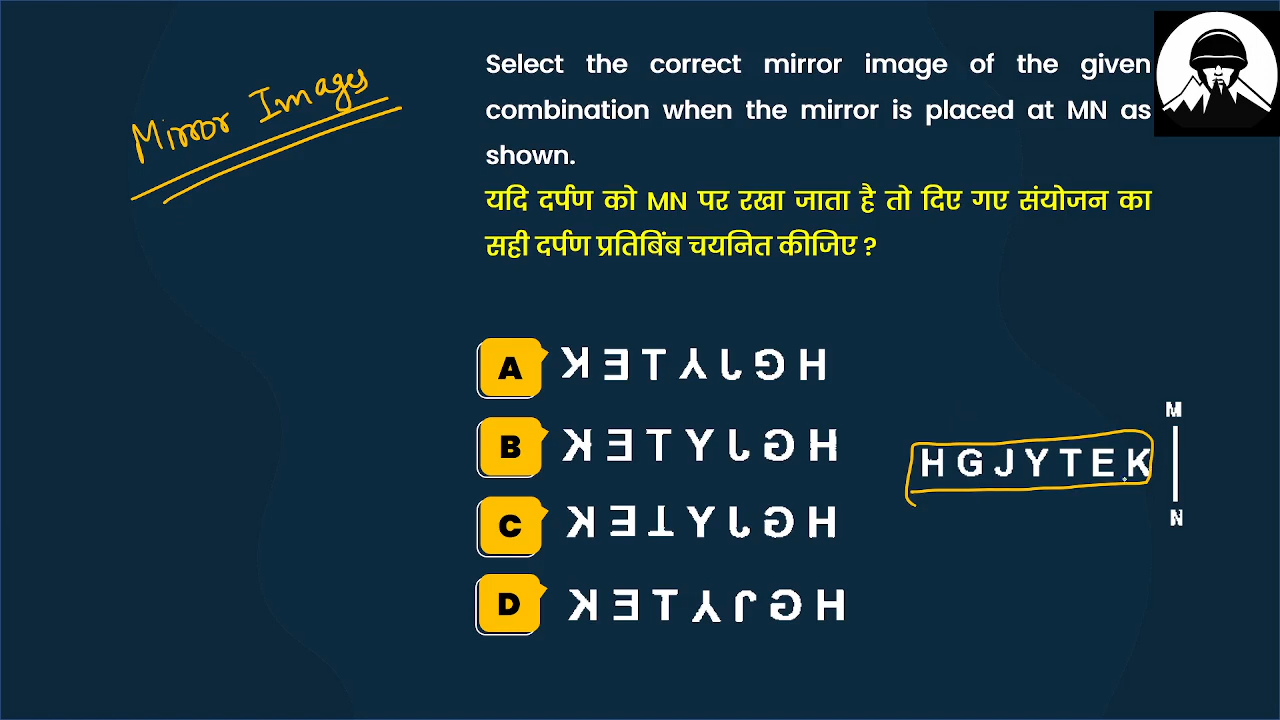 Mirror Images
Select the correct mirror image of the given
combination when the mirror is placed at MN as
shown.
यदि दर्पण को MN पर रखा जाता है तो दिए गए संयोजन का
सही दर्पण प्रतिबिंब चयनित कीजिए ?
A
B
C
D
M
HGJYTEK
N